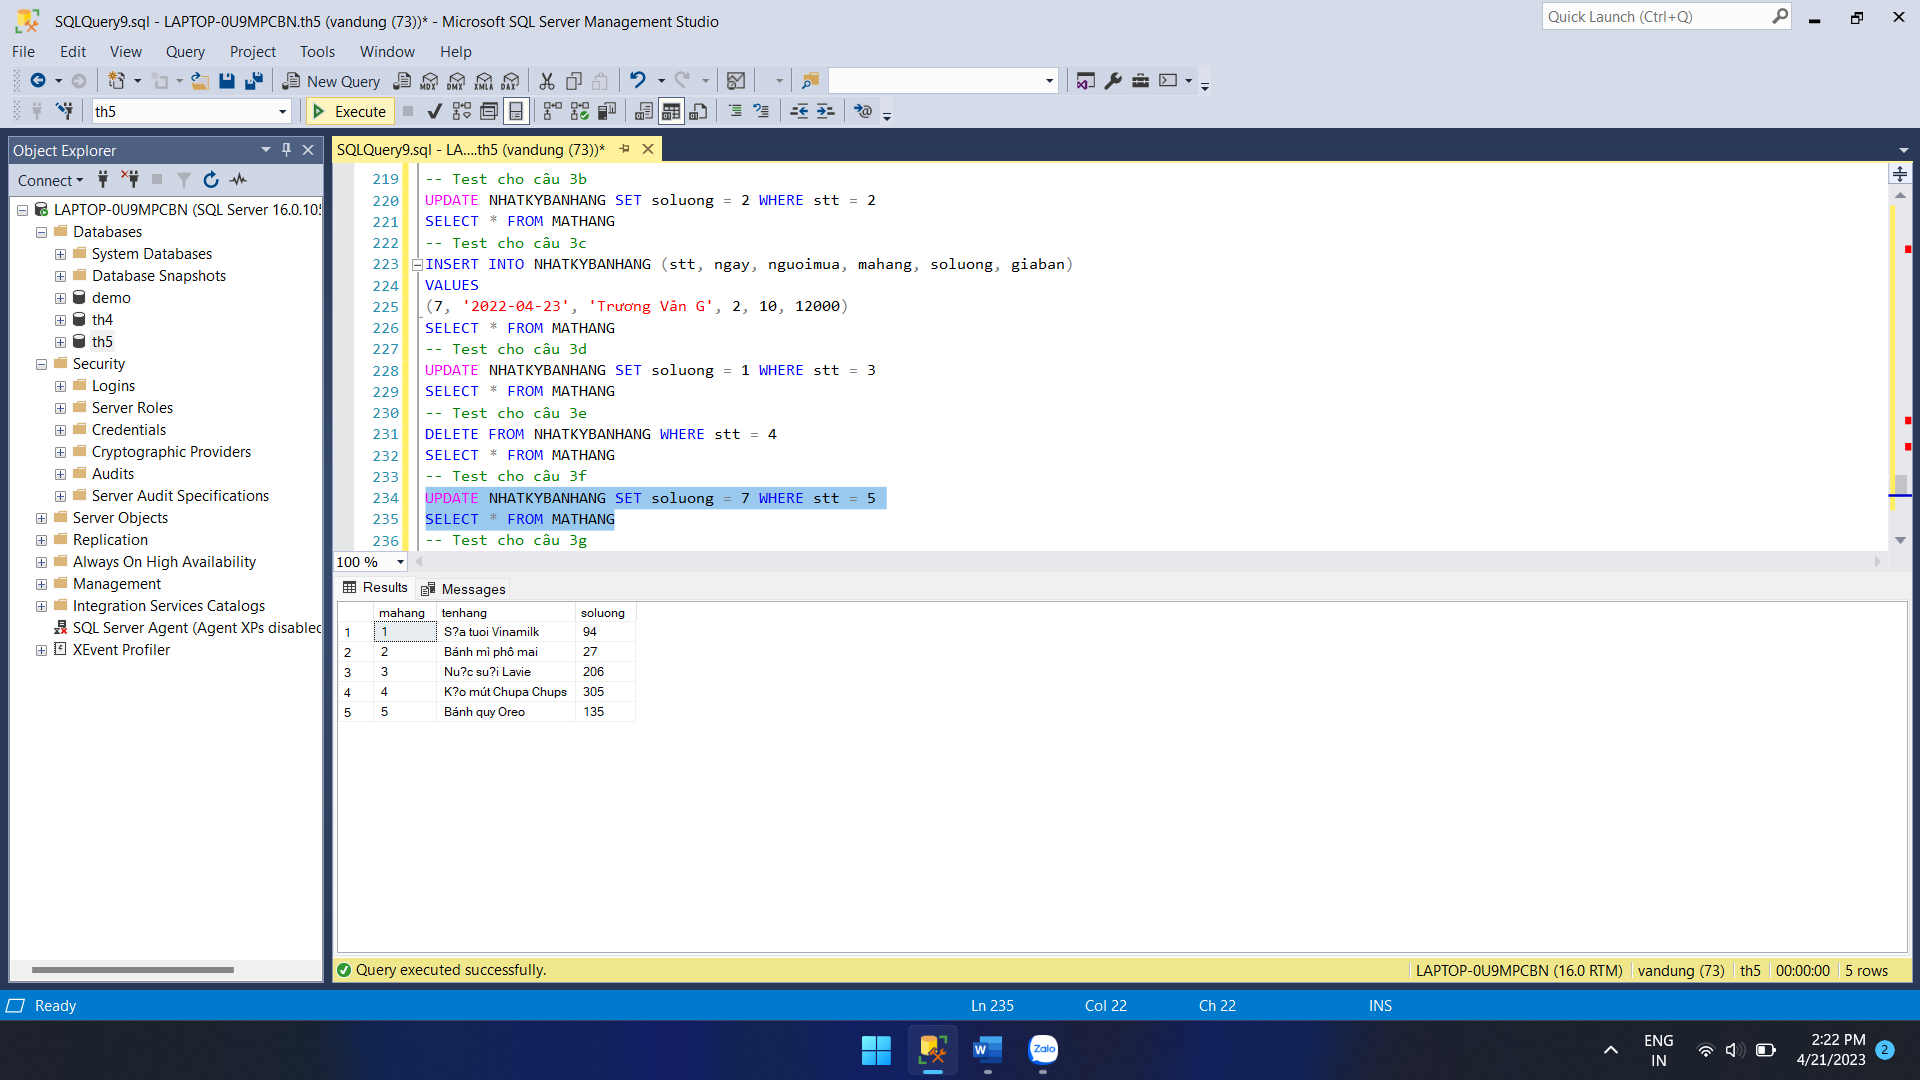 SQLQuery9.sql - LAPTOP-0U9MPCBN.th5 (vandung (73))* - Microsoft SQL Server Management Studio
Quick Launch (Ctrl+Q)
File Edit View Query Project Tools Window Help
New Query MDX DMX XMLA DAX
th5 Execute
Object Explorer
Connect
LAPTOP-0U9MPCBN (SQL Server 16.0.105
Databases
System Databases
Database Snapshots
demo
th4
th5
Security
Logins
Server Roles
Credentials
Cryptographic Providers
Audits
Server Audit Specifications
Server Objects
Replication
Always On High Availability
Management
Integration Services Catalogs
SQL Server Agent (Agent XPs disabled
XEvent Profiler
SQLQuery9.sql - LA....th5 (vandung (73))*
219 -- Test cho câu 3b
220 UPDATE NHATKYBANHANG SET soluong = 2 WHERE stt = 2
221 SELECT * FROM MATHANG
222 -- Test cho câu 3c
223 INSERT INTO NHATKYBANHANG (stt, ngay, nguoimua, mahang, soluong, giaban)
224 VALUES
225 (7, '2022-04-23', 'Trương Văn G', 2, 10, 12000)
226 SELECT * FROM MATHANG
227 -- Test cho câu 3d
228 UPDATE NHATKYBANHANG SET soluong = 1 WHERE stt = 3
229 SELECT * FROM MATHANG
230 -- Test cho câu 3e
231 DELETE FROM NHATKYBANHANG WHERE stt = 4
232 SELECT * FROM MATHANG
233 -- Test cho câu 3f
234 UPDATE NHATKYBANHANG SET soluong = 7 WHERE stt = 5
235 SELECT * FROM MATHANG
236 -- Test cho câu 3g
100 %
Results Messages
mahang tenhang soluong
1 1 S?a tuoi Vinamilk 94
2 2 Bánh mì phô mai 27
3 3 Nu?c su?i Lavie 206
4 4 K?o mút Chupa Chups 305
5 5 Bánh quy Oreo 135
Query executed successfully. LAPTOP-0U9MPCBN (16.0 RTM) vandung (73) th5 00:00:00 5 rows
Ready Ln 235 Col 22 Ch 22 INS
W Zalo
ENG
IN
2:22 PM
4/21/2023
2